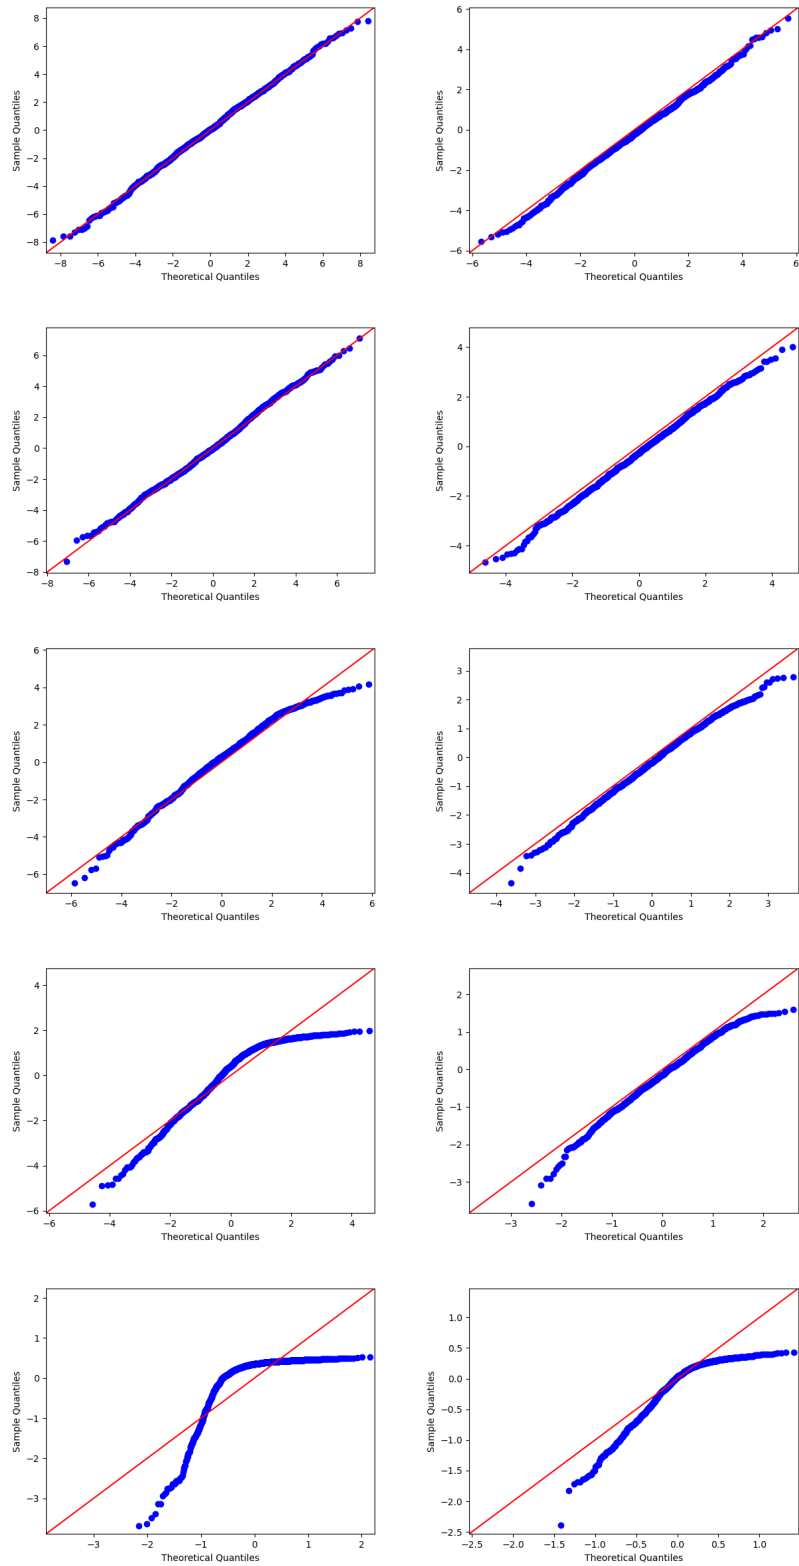 8
6
4
2
0
−2
−4
−6
−8
Sample Quantiles
−8 −6 −4 −2 0 2 4 6 8
Theoretical Quantiles
6
4
2
0
−2
−4
−6
Sample Quantiles
−6 −4 −2 0 2 4 6
Theoretical Quantiles
6
4
2
0
−2
−4
−6
−8
Sample Quantiles
−8 −6 −4 −2 0 2 4 6
Theoretical Quantiles
4
2
0
−2
−4
Sample Quantiles
−4 −2 0 2 4
Theoretical Quantiles
6
4
2
0
−2
−4
−6
Sample Quantiles
−6 −4 −2 0 2 4 6
Theoretical Quantiles
3
2
1
0
−1
−2
−3
−4
Sample Quantiles
−4 −3 −2 −1 0 1 2 3
Theoretical Quantiles
4
2
0
−2
−4
−6
Sample Quantiles
−6 −4 −2 0 2 4
Theoretical Quantiles
2
1
0
−1
−2
−3
Sample Quantiles
−3 −2 −1 0 1 2
Theoretical Quantiles
2
1
0
−1
−2
−3
Sample Quantiles
−3 −2 −1 0 1 2
Theoretical Quantiles
1.0
0.5
0.0
−0.5
−1.0
−1.5
−2.0
−2.5
Sample Quantiles
−2.5 −2.0 −1.5 −1.0 −0.5 0.0 0.5 1.0
Theoretical Quantiles